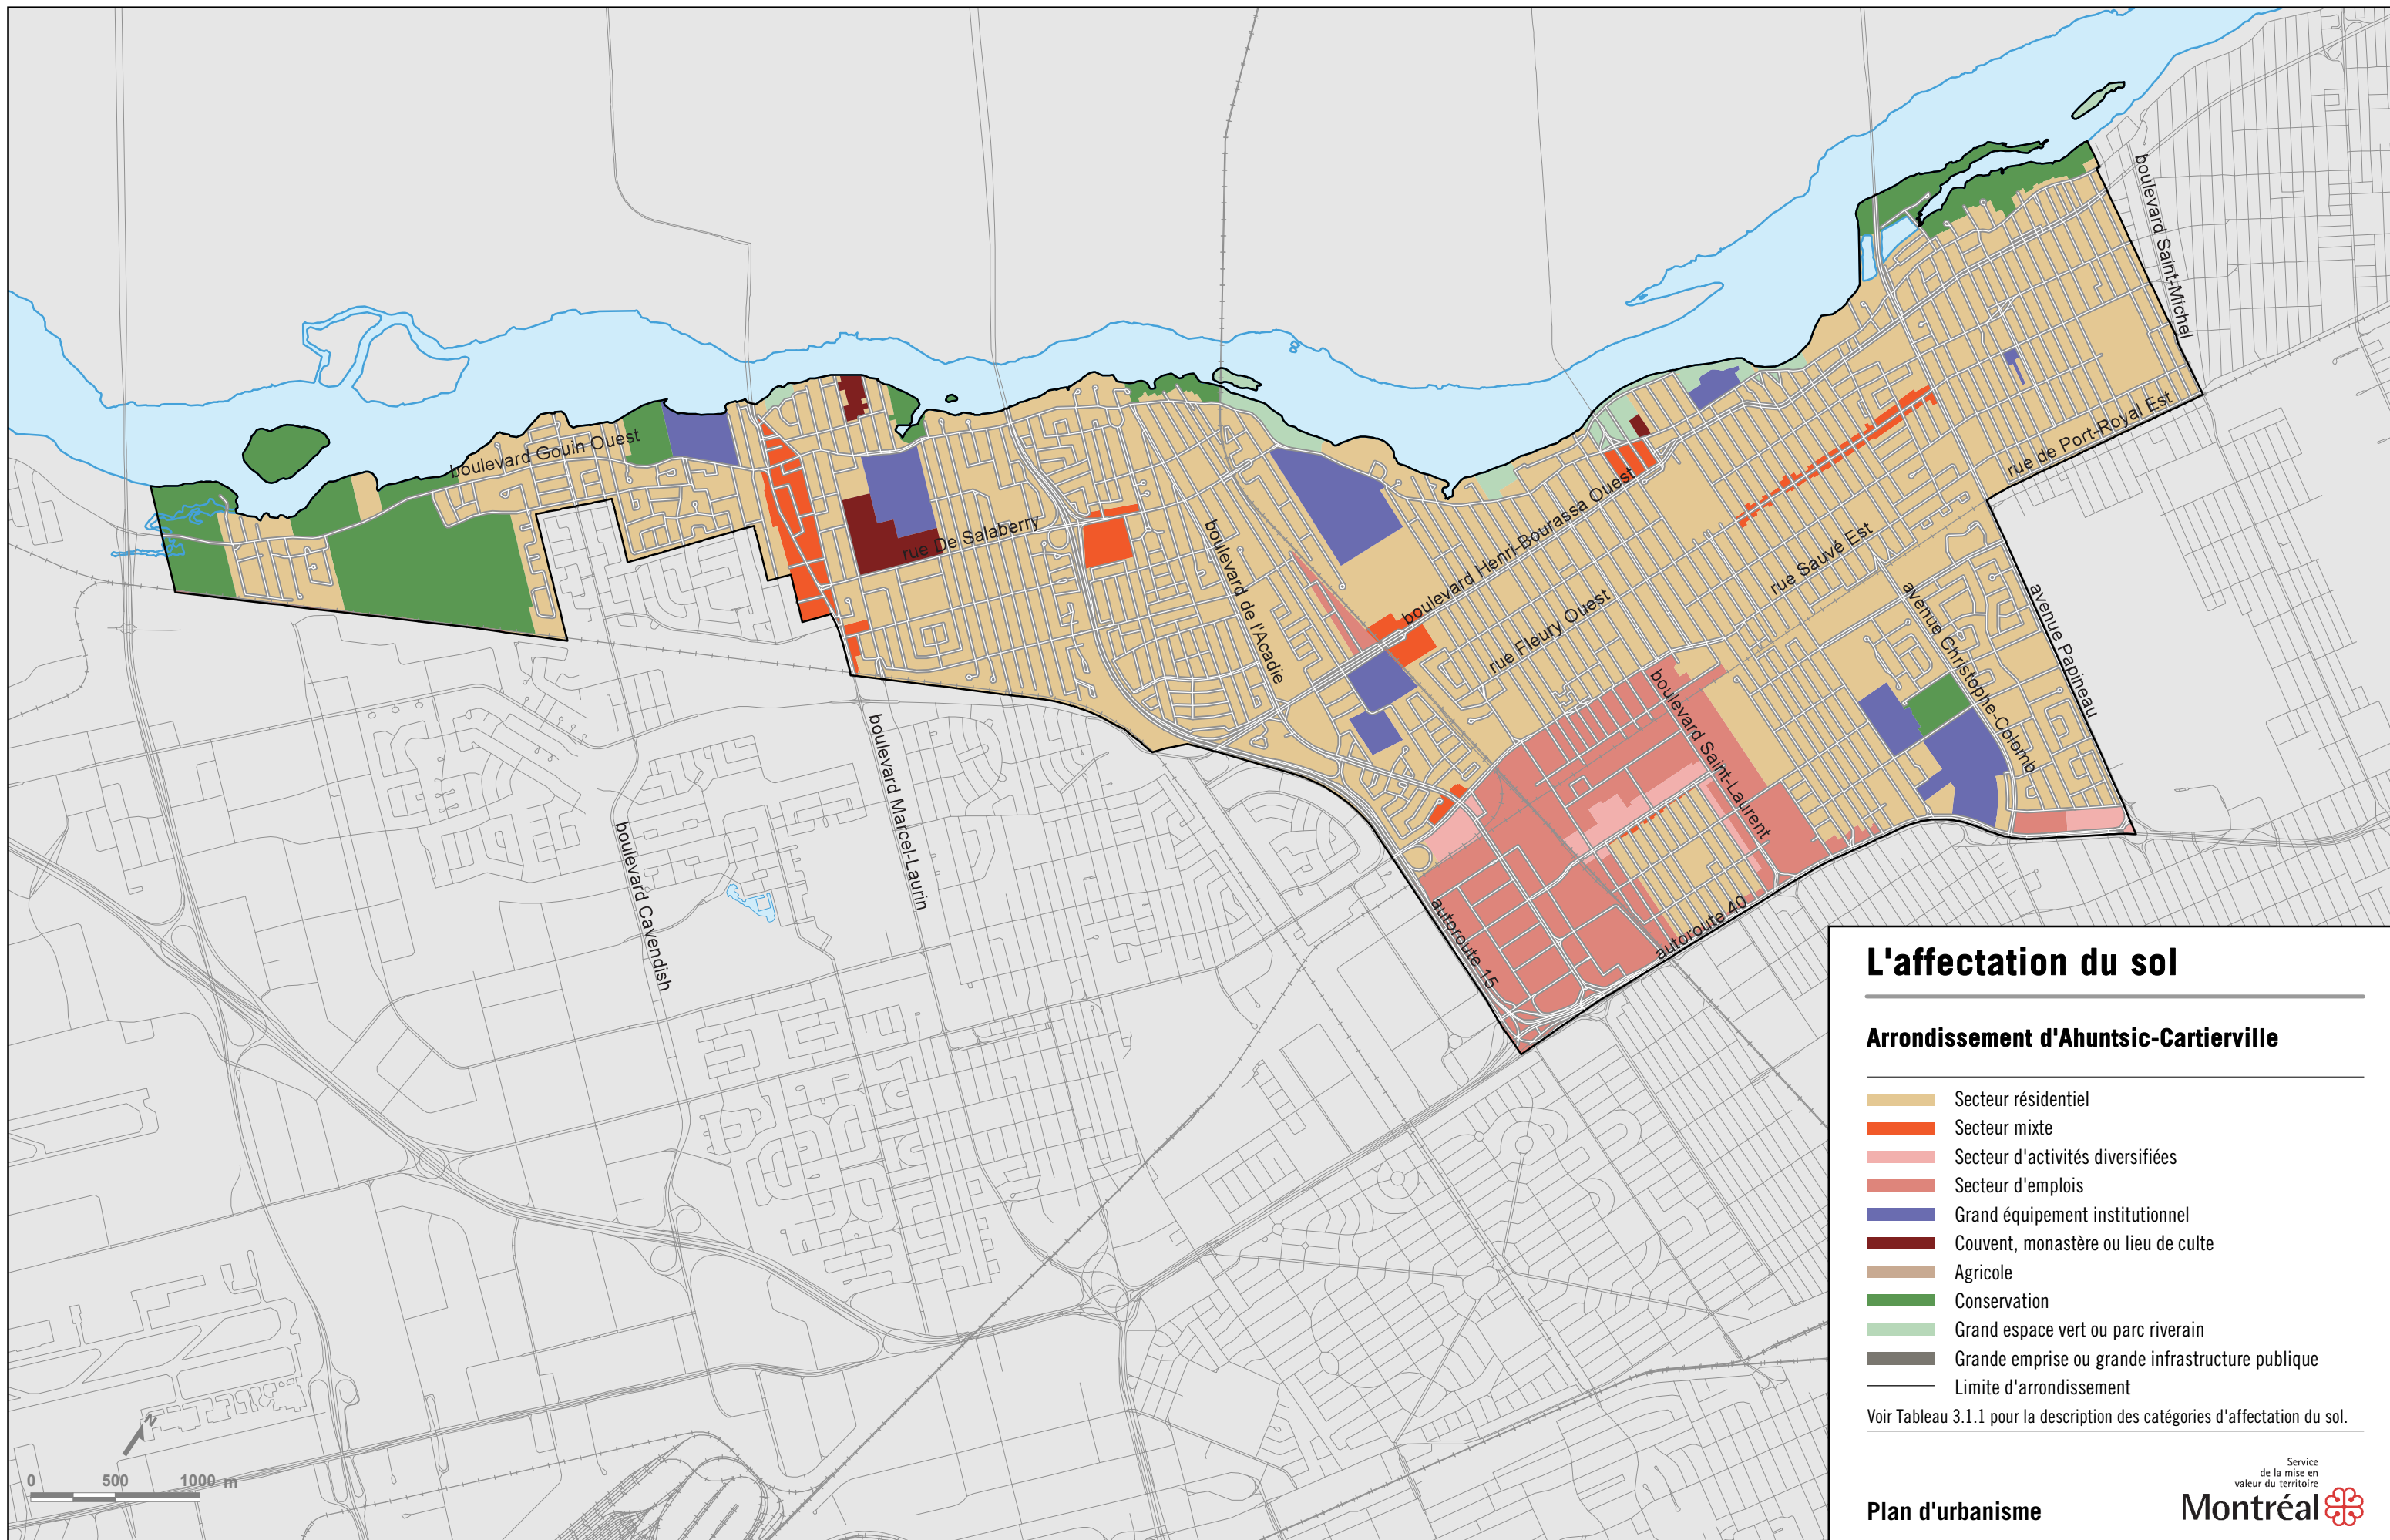 boulevard Saint-Michel
boulevard Gouin Ouest
rue De Salaberry
boulevard de l'Acadie
boulevard Henri-Bourassa Ouest
rue Fleury Ouest
rue Sauvé Est
rue de Port-Royal Est
avenue Christophe-Colomb
avenue Papineau
boulevard Saint-Laurent
boulevard Marcel-Laurin
boulevard Cavendish
autoroute 15
autoroute 40
L'affectation du sol
Arrondissement d'Ahuntsic-Cartierville
Secteur résidentiel
Secteur mixte
Secteur d'activités diversifiées
Secteur d'emplois
Grand équipement institutionnel
Couvent, monastère ou lieu de culte
Agricole
Conservation
Grand espace vert ou parc riverain
Grande emprise ou grande infrastructure publique
Limite d'arrondissement
Voir Tableau 3.1.1 pour la description des catégories d'affectation du sol.
N
0 500 1000 m
Service
de la mise en
valeur du territoire
Plan d'urbanisme
Montréal